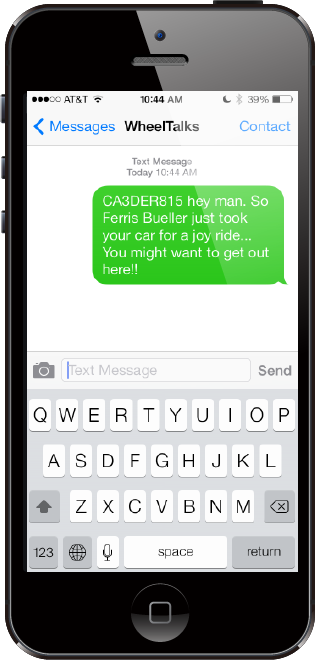 AT&T 10:44 AM 39%
Messages WheelTalks Contact
Text Message
Today 10:44 AM
CA3DER815 hey man. So
Ferris Bueller just took
your car for a joy ride...
You might want to get out
here!!
Text Message Send
Q W E R T Y U I O P
A S D F G H J K L
Z X C V B N M
123 space return